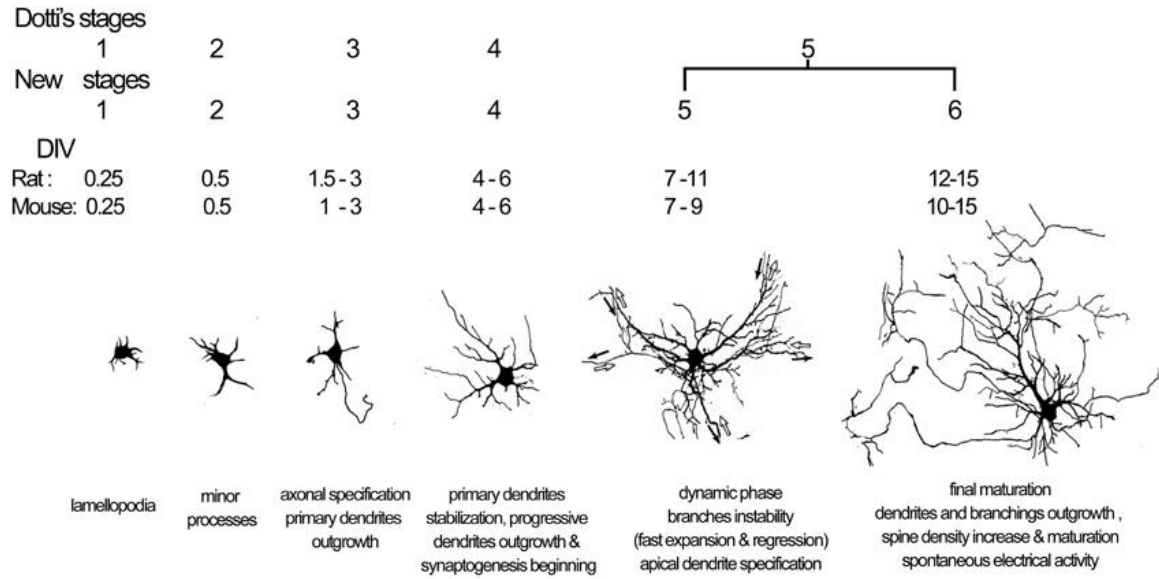 Dotti's stages
1 2 3 4 5
New stages
1 2 3 4 5 6
DIV
Rat : 0.25 0.5 1.5 - 3 4 - 6 7 -11 12-15
Mouse: 0.25 0.5 1 - 3 4 - 6 7 - 9 10-15
lamellopodia
minor
processes
axonal specification
primary dendrites
outgrowth
primary dendrites
stabilization, progressive
dendrites outgrowth &
synaptogenesis beginning
dynamic phase
branches instability
(fast expansion & regression)
apical dendrite specification
final maturation
dendrites and branchings outgrowth ,
spine density increase & maturation
spontaneous electrical activity